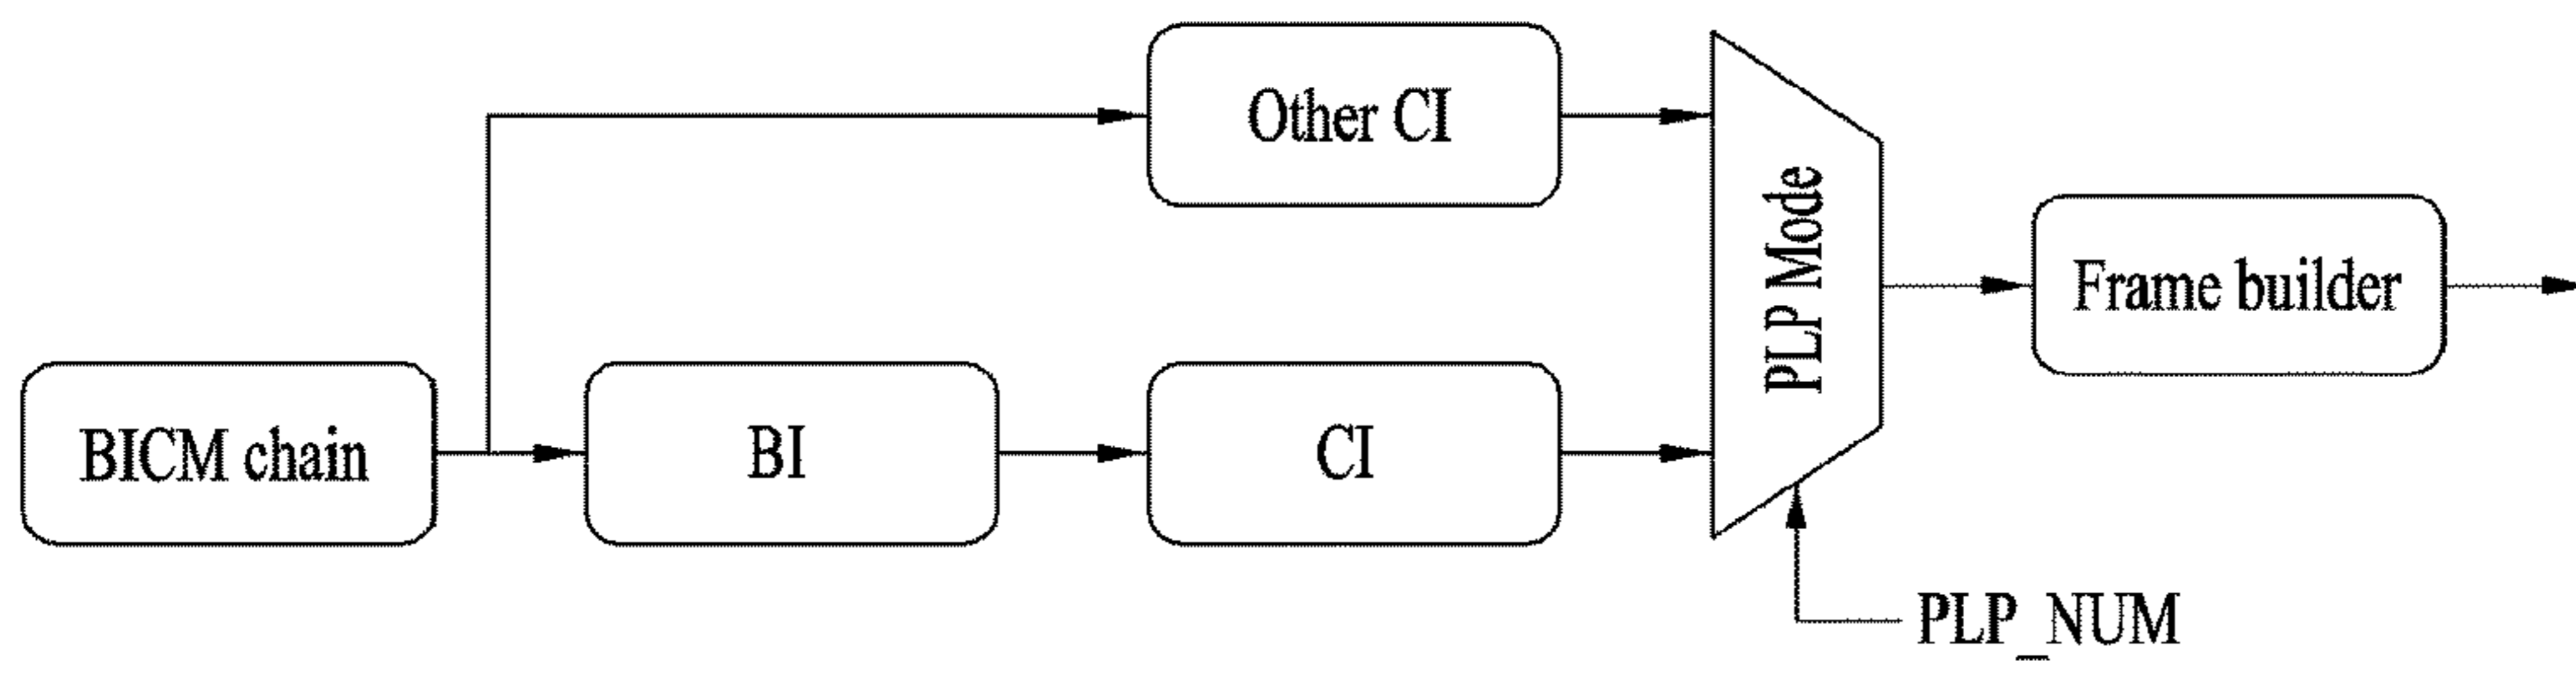 Other CI
PLP Mode
Frame builder
BICM chain
BI
CI
PLP_NUM